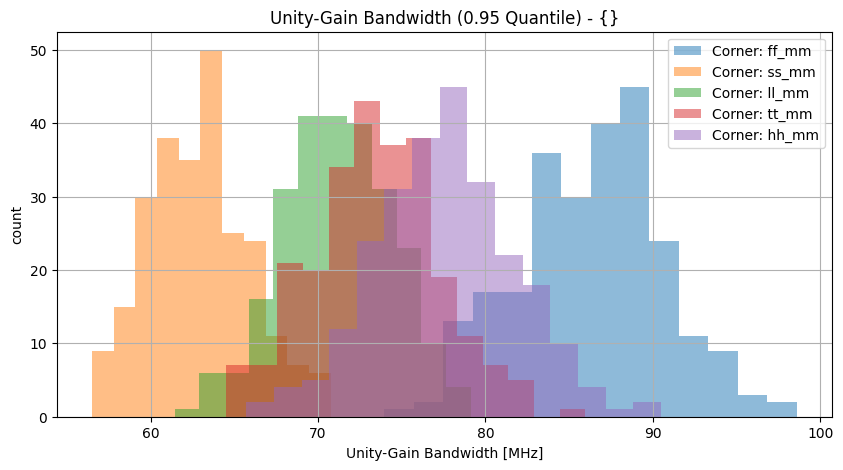 Unity-Gain Bandwidth (0.95 Quantile) - {}
Corner: ff_mm
Corner: ss_mm
Corner: ll_mm
Corner: tt_mm
Corner: hh_mm
count
50
40
30
20
10
0
60 70 80 90 100
Unity-Gain Bandwidth [MHz]